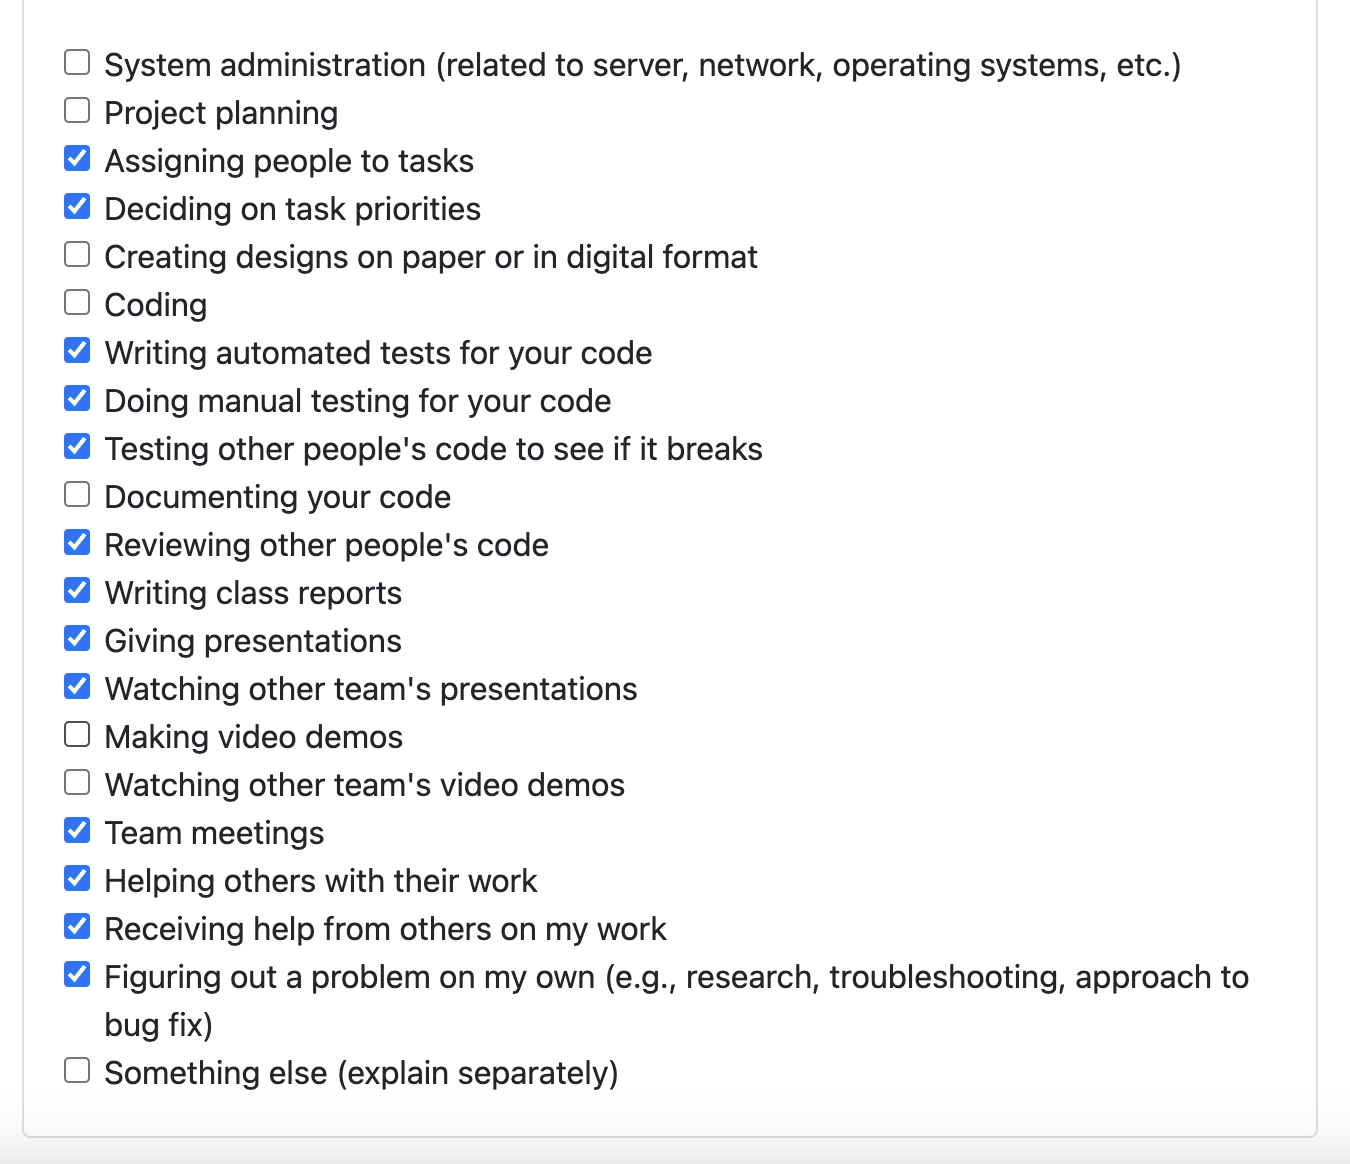 System administration (related to server, network, operating systems, etc.)
Project planning
Assigning people to tasks
Deciding on task priorities
Creating designs on paper or in digital format
Coding
Writing automated tests for your code
Doing manual testing for your code
Testing other people's code to see if it breaks
Documenting your code
Reviewing other people's code
Writing class reports
Giving presentations
Watching other team's presentations
Making video demos
Watching other team's video demos
Team meetings
Helping others with their work
Receiving help from others on my work
Figuring out a problem on my own (e.g., research, troubleshooting, approach to
bug fix)
Something else (explain separately)